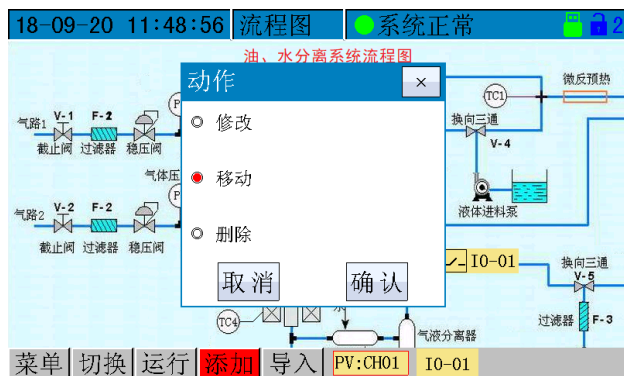 18-09-20 11:48:56 流程图 系统正常 2
油、水分离系统流程图
动作 ×
修改
移动
删除
取消 确认
微反预热
TC1
换向三通
V-4
气路1 V-1 F-2
截止阀 过滤器 稳压阀
气体压
P
液体进料泵
气路2 V-2 F-2
P
截止阀 过滤器 稳压阀
I0-01
换向三通
V-5
过滤器 F-3
TC4
气液分离器
菜单 切换 运行 添加 导入 PV:CH01 I0-01